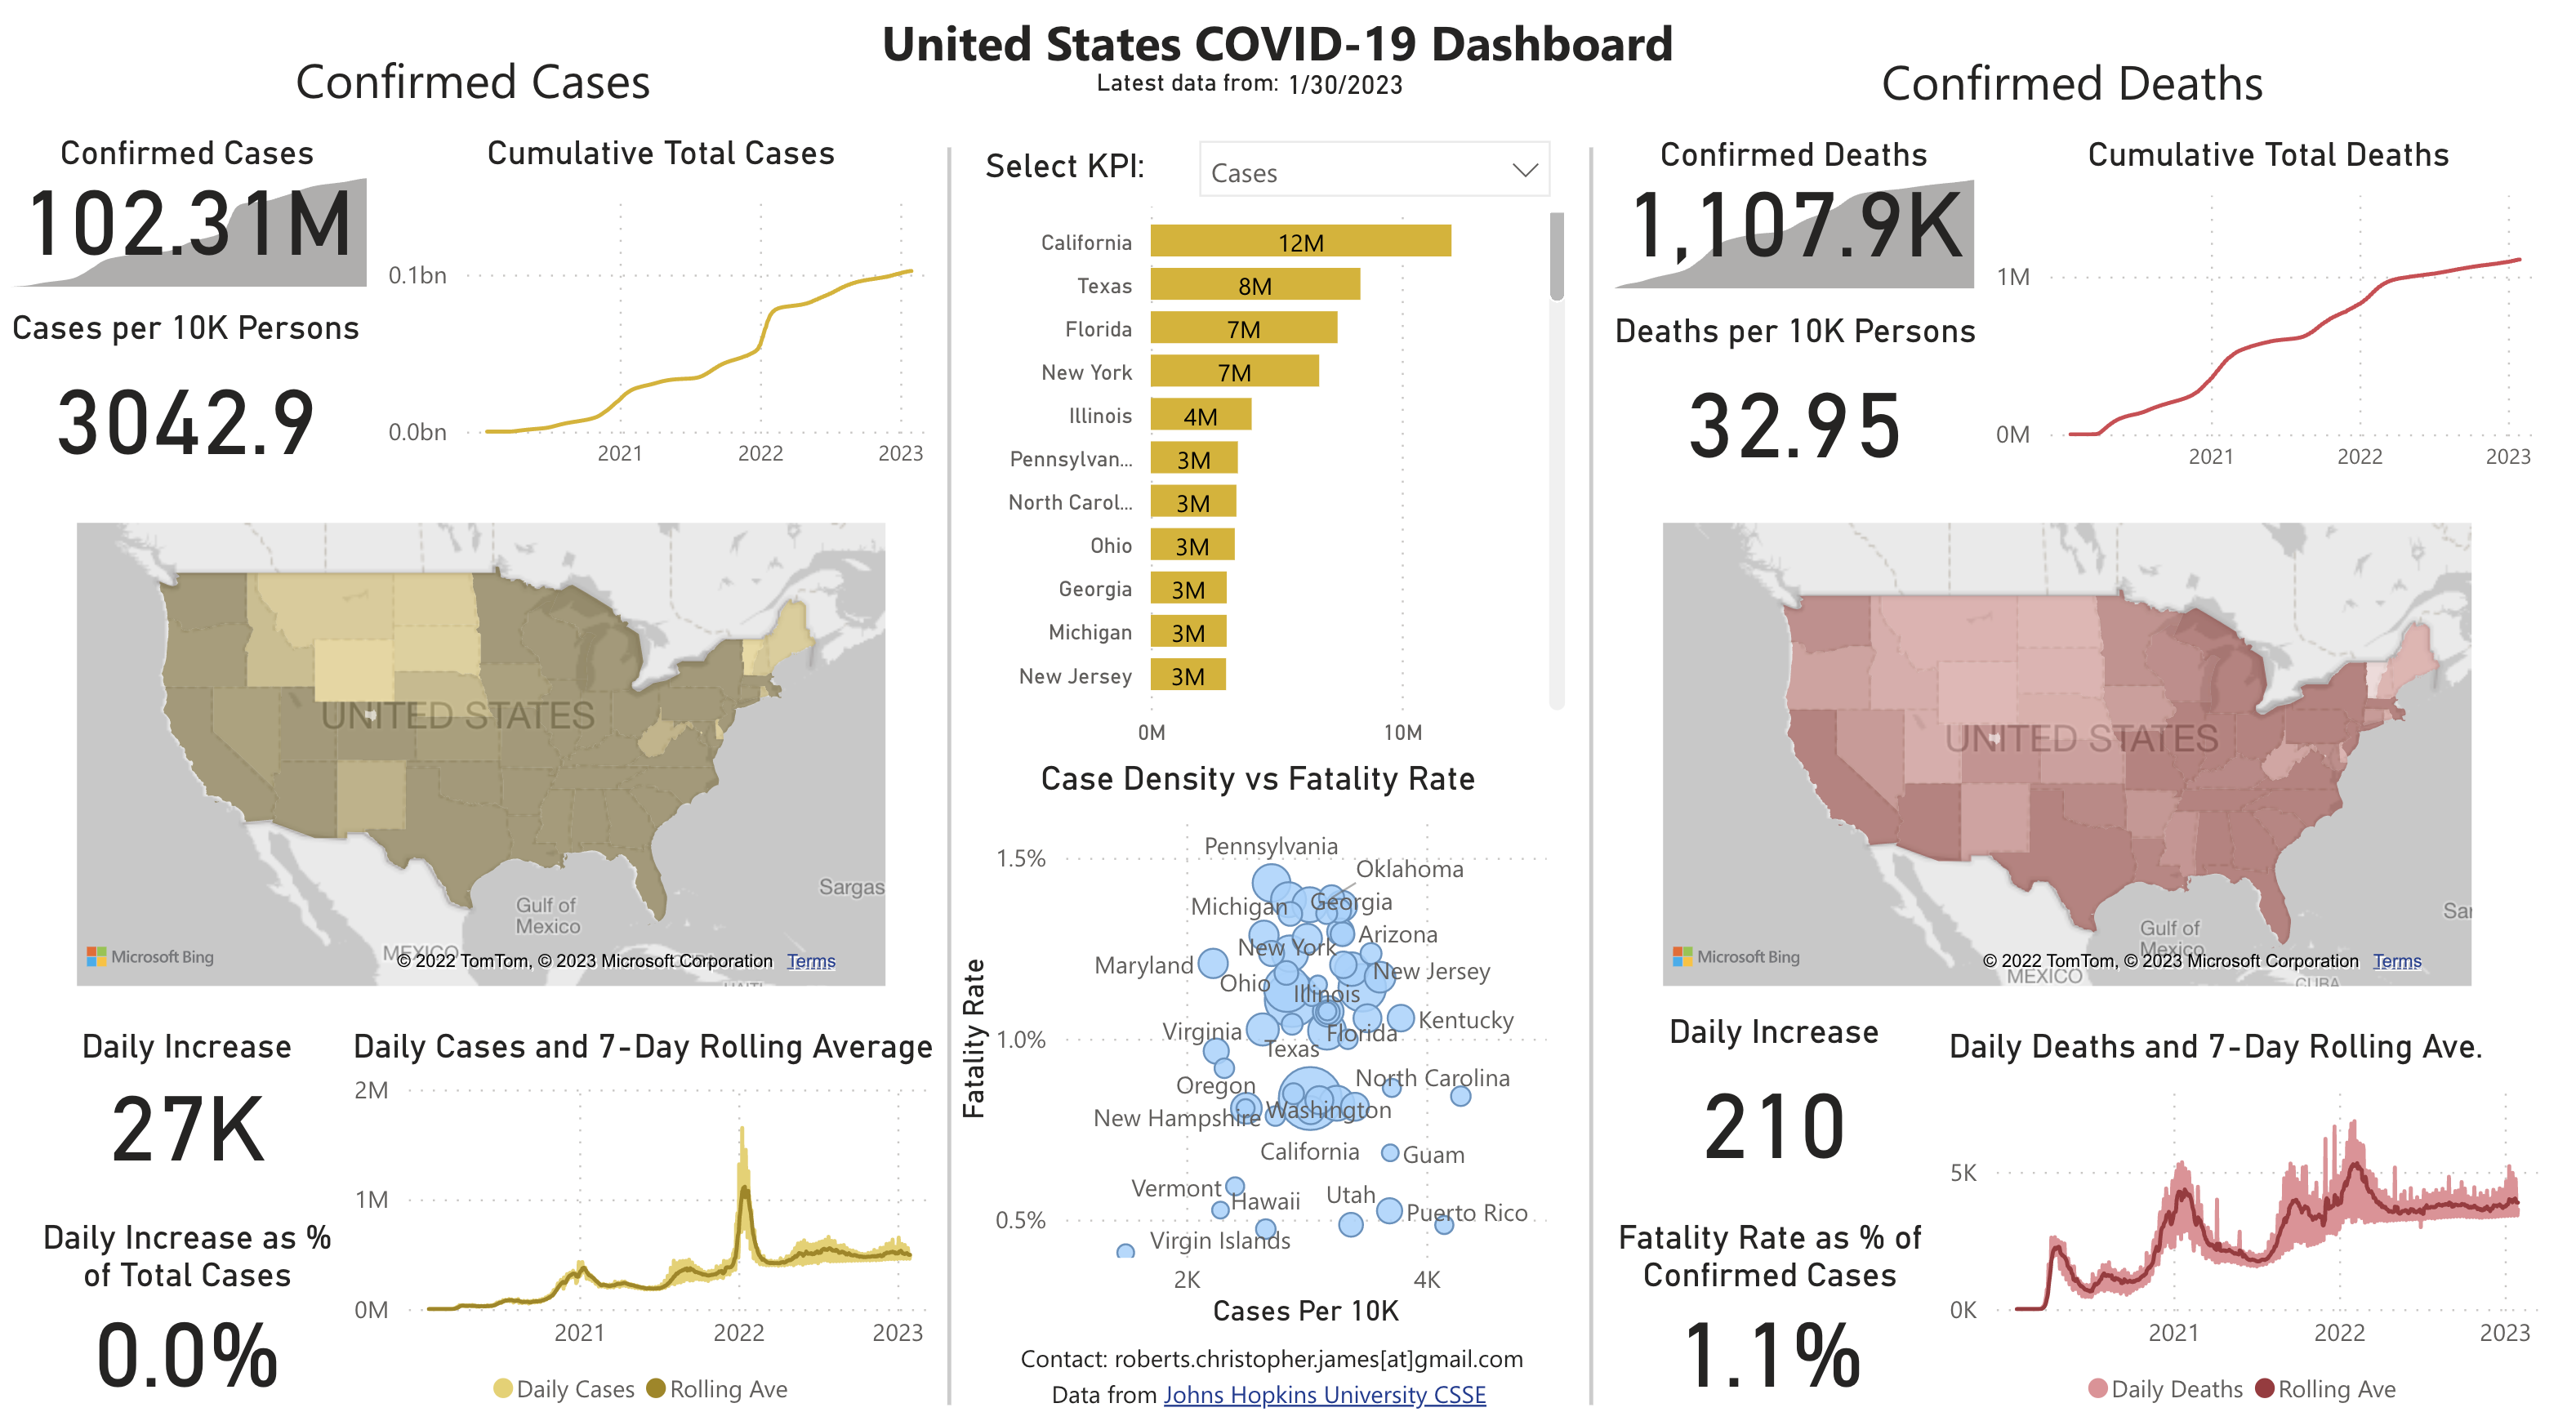 United States COVID-19 Dashboard
Latest data from: 1/30/2023
Confirmed Cases
Confirmed Cases
102.31M
Cases per 10K Persons
3042.9
Cumulative Total Cases
0.1bn
0.0bn
2021 2022 2023
UNITED STATES
Sargas
Gulf of
Mexico
MEXICO
Microsoft Bing
© 2022 TomTom, © 2023 Microsoft Corporation Terms
HAITI
Daily Increase
27K
Daily Increase as %
of Total Cases
0.0%
Daily Cases and 7-Day Rolling Average
2M
1M
0M
2021 2022 2023
Daily Cases Rolling Ave
Select KPI:
Cases
California 12M
Texas 8M
Florida 7M
New York 7M
Illinois 4M
Pennsylvan... 3M
North Carol... 3M
Ohio 3M
Georgia 3M
Michigan 3M
New Jersey 3M
0M 10M
Case Density vs Fatality Rate
Fatality Rate
1.5%
1.0%
0.5%
Pennsylvania
Oklahoma
Michigan
Georgia
Arizona
New York
Maryland
New Jersey
Ohio
Illinois
Kentucky
Virginia
Florida
Texas
North Carolina
Oregon
Washington
New Hampshire
California
Guam
Vermont
Hawaii
Utah
Puerto Rico
Virgin Islands
2K 4K
Cases Per 10K
Contact: roberts.christopher.james[at]gmail.com
Data from Johns Hopkins University CSSE
Confirmed Deaths
Confirmed Deaths
1,107.9K
Deaths per 10K Persons
32.95
Cumulative Total Deaths
1M
0M
2021 2022 2023
UNITED STATES
Sar
Gulf of
Mexico
MEXICO
CUBA
Microsoft Bing
© 2022 TomTom, © 2023 Microsoft Corporation Terms
Daily Increase
210
Fatality Rate as % of
Confirmed Cases
1.1%
Daily Deaths and 7-Day Rolling Ave.
5K
0K
2021 2022 2023
Daily Deaths Rolling Ave